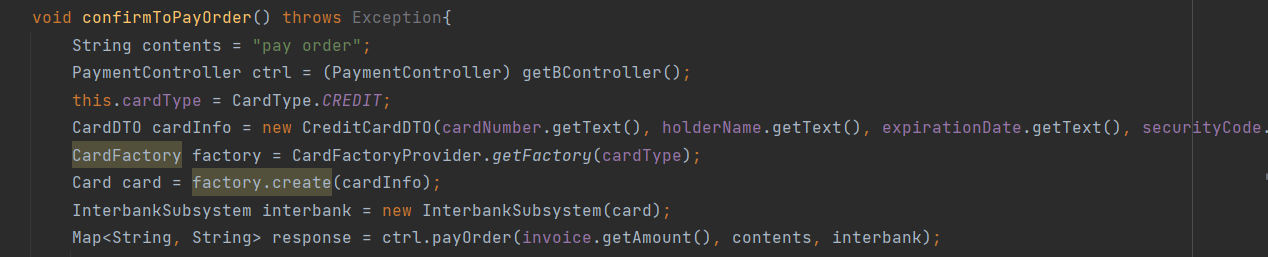 void confirmToPayOrder() throws Exception{
String contents = "pay order";
PaymentController ctrl = (PaymentController) getBController();
this.cardType = CardType.CREDIT;
CardDTO cardInfo = new CreditCardDTO(cardNumber.getText(), holderName.getText(), expirationDate.getText(), securityCode.
CardFactory factory = CardFactoryProvider.getFactory(cardType);
Card card = factory.create(cardInfo);
InterbankSubsystem interbank = new InterbankSubsystem(card);
Map<String, String> response = ctrl.payOrder(invoice.getAmount(), contents, interbank);